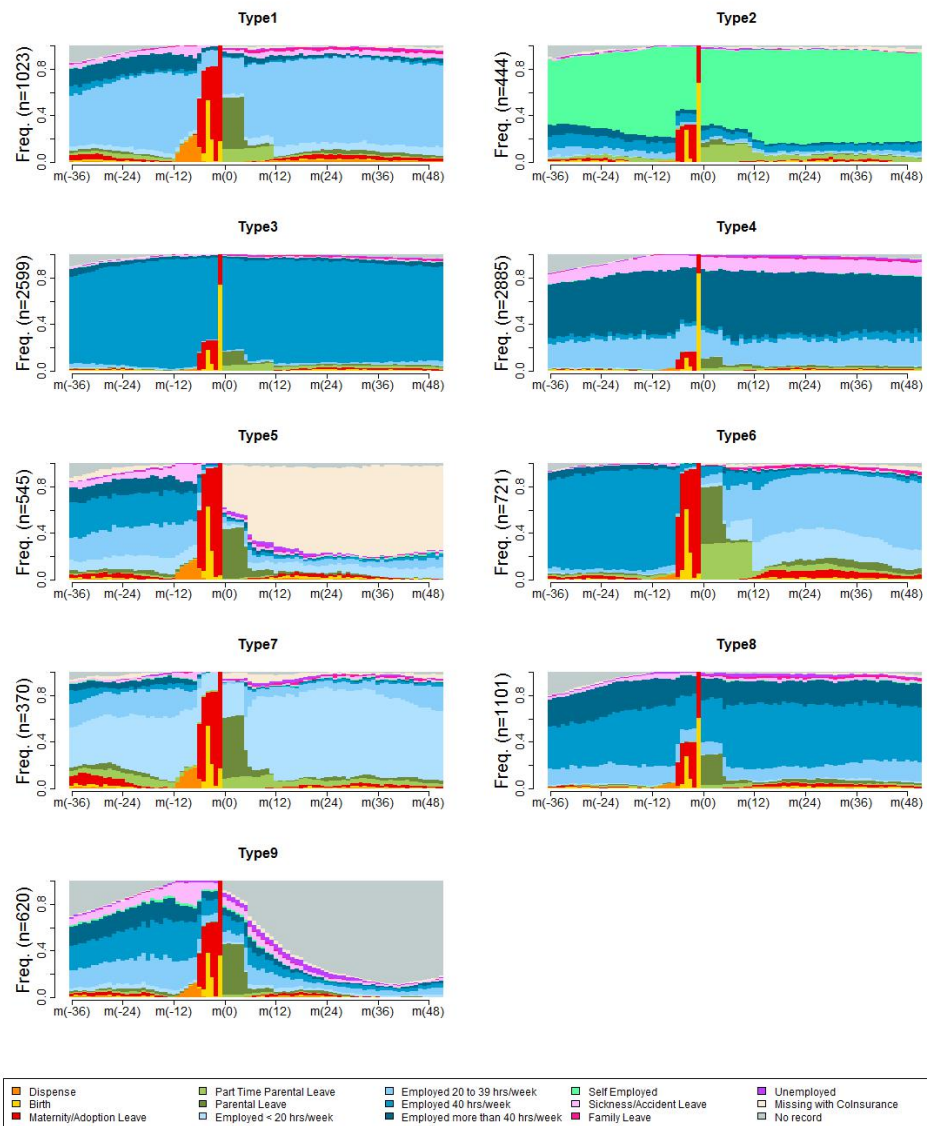 Type1
Freq. (n=1023)
0.0 0.4 0.8
m(-36) m(-24) m(-12) m(0) m(12) m(24) m(36) m(48)
Type2
Freq. (n=444)
0.0 0.4 0.8
m(-36) m(-24) m(-12) m(0) m(12) m(24) m(36) m(48)
Type3
Freq. (n=2599)
0.0 0.4 0.8
m(-36) m(-24) m(-12) m(0) m(12) m(24) m(36) m(48)
Type4
Freq. (n=2885)
0.0 0.4 0.8
m(-36) m(-24) m(-12) m(0) m(12) m(24) m(36) m(48)
Type5
Freq. (n=545)
0.0 0.4 0.8
m(-36) m(-24) m(-12) m(0) m(12) m(24) m(36) m(48)
Type6
Freq. (n=721)
0.0 0.4 0.8
m(-36) m(-24) m(-12) m(0) m(12) m(24) m(36) m(48)
Type7
Freq. (n=370)
0.0 0.4 0.8
m(-36) m(-24) m(-12) m(0) m(12) m(24) m(36) m(48)
Type8
Freq. (n=1101)
0.0 0.4 0.8
m(-36) m(-24) m(-12) m(0) m(12) m(24) m(36) m(48)
Type9
Freq. (n=620)
0.0 0.4 0.8
m(-36) m(-24) m(-12) m(0) m(12) m(24) m(36) m(48)
Dispense
Birth
Maternity/Adoption Leave
Part Time Parental Leave
Parental Leave
Employed < 20 hrs/week
Employed 20 to 39 hrs/week
Employed 40 hrs/week
Employed more than 40 hrs/week
Self Employed
Sickness/Accident Leave
Family Leave
Unemployed
Missing with CoInsurance
No record